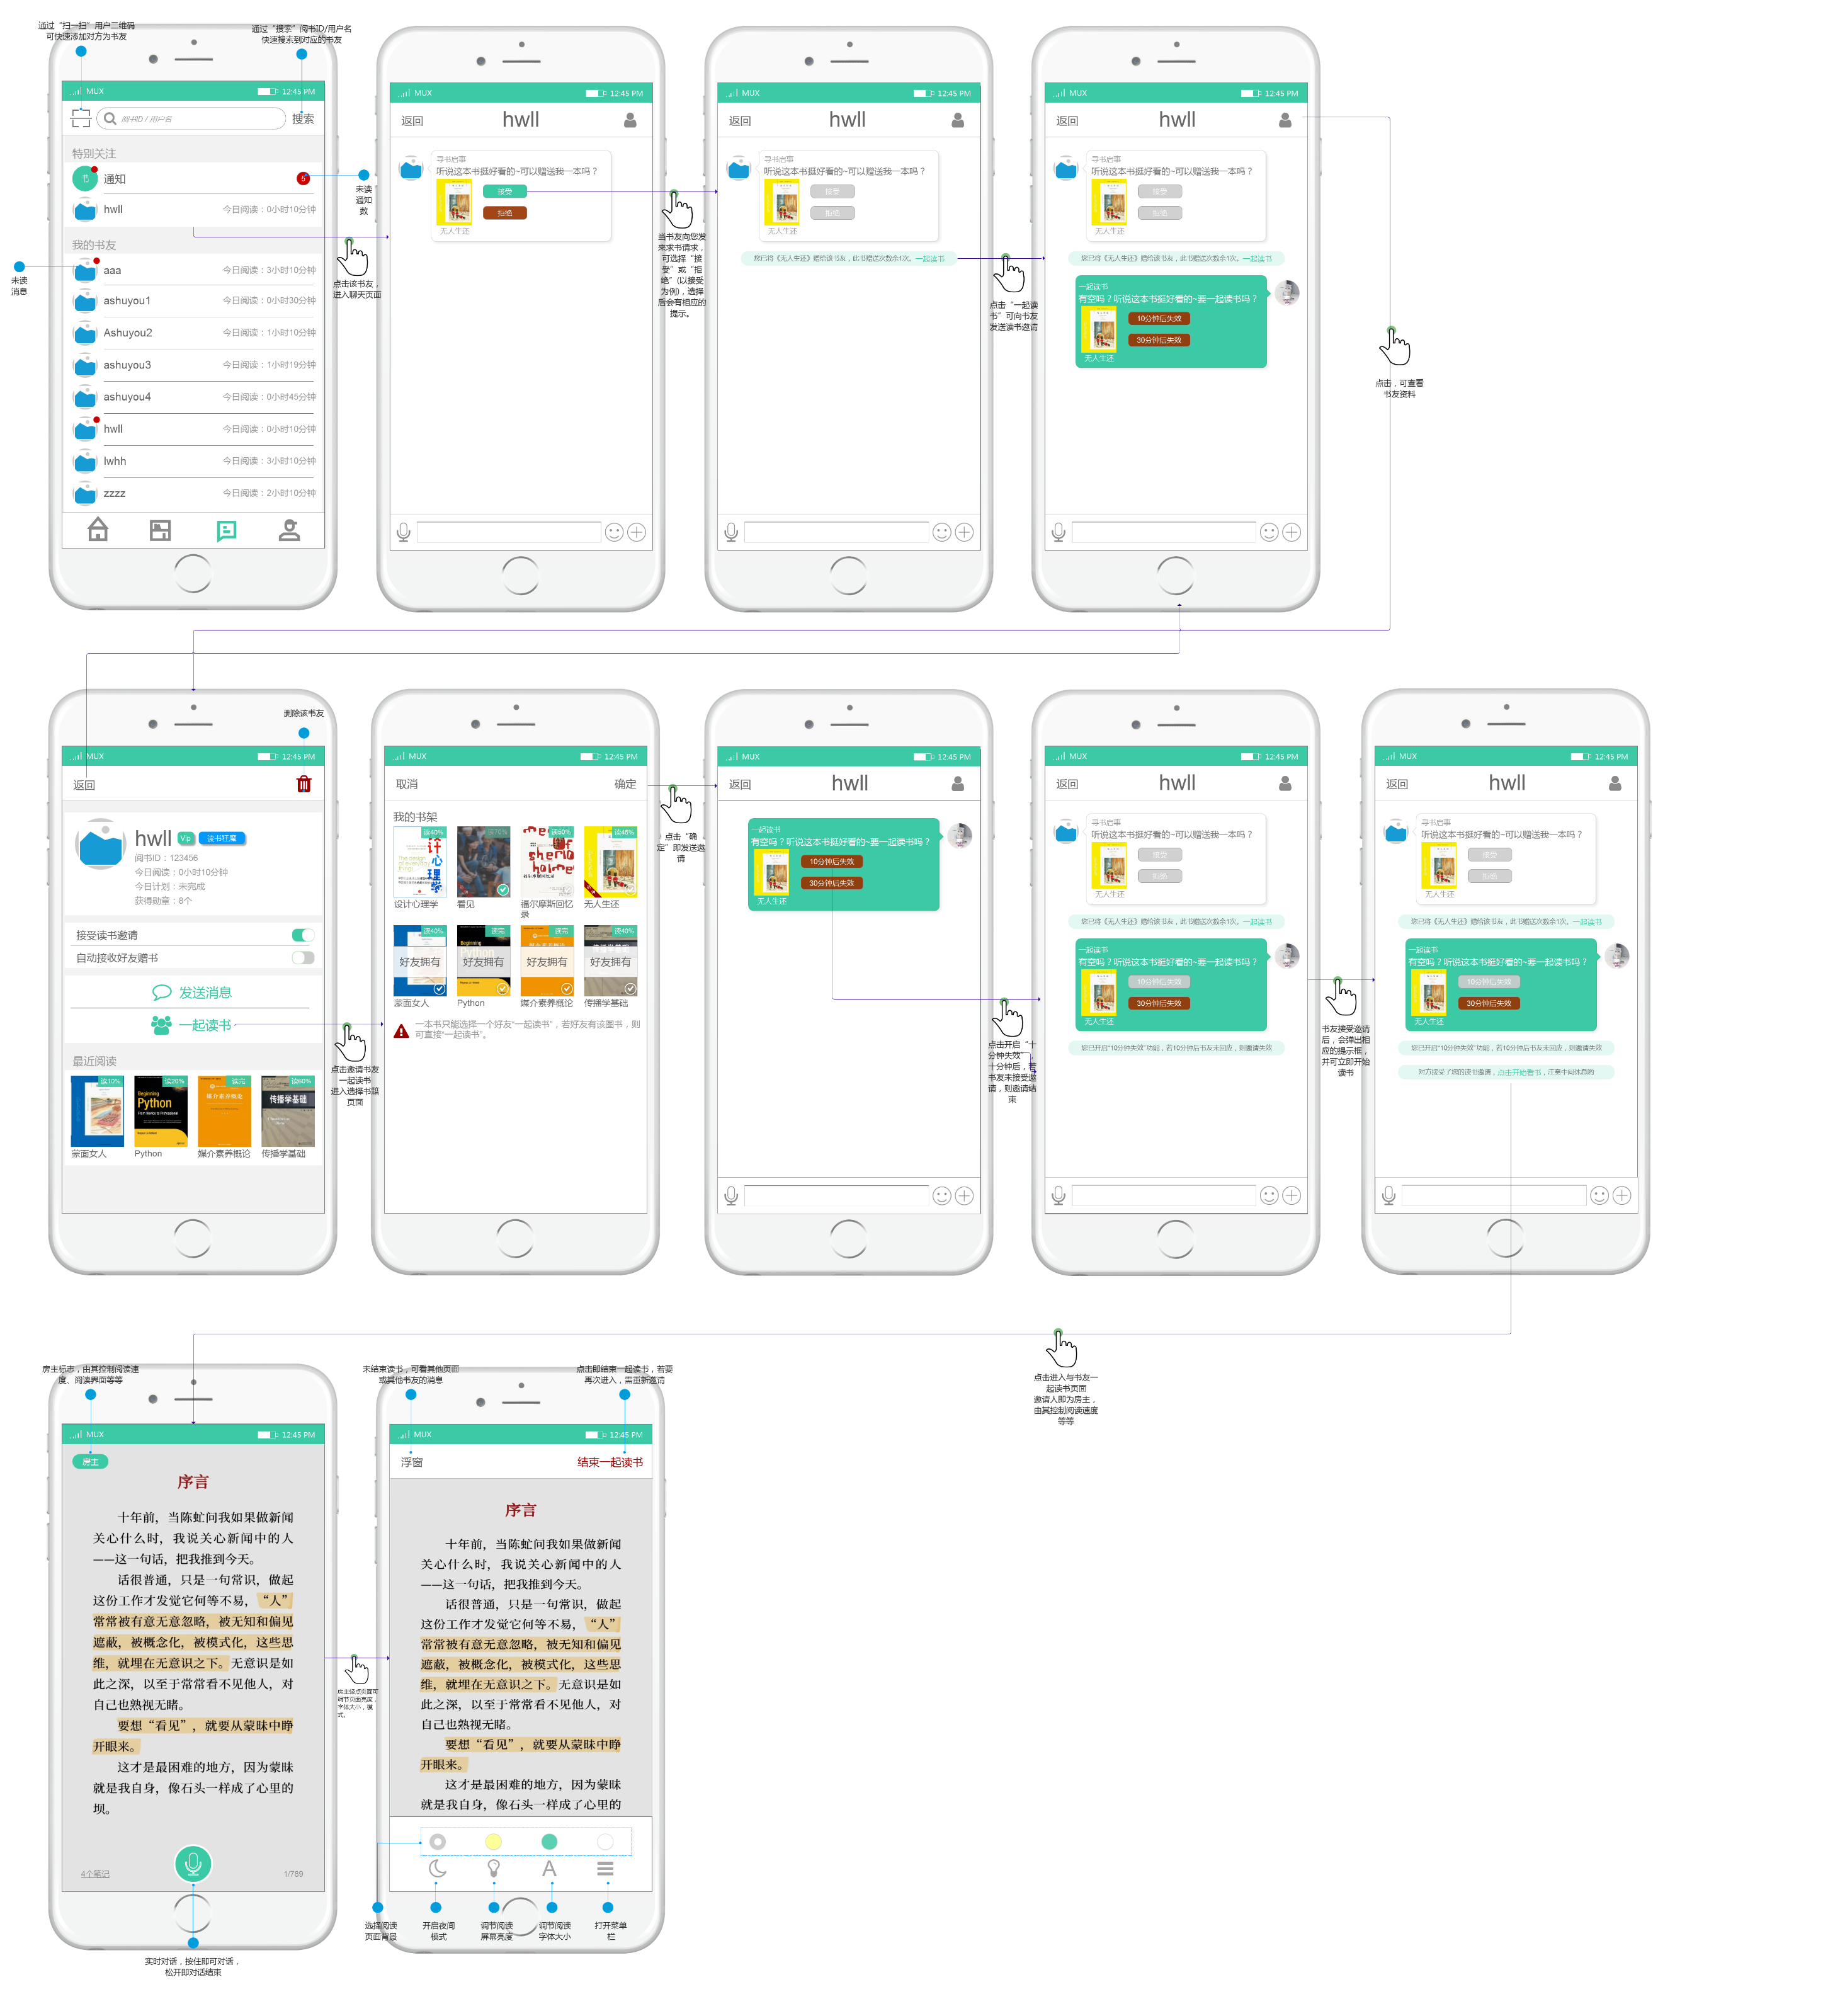 通过“扫一扫”用户二维码
可快速添加对方为书友
通过“搜索”阅书ID/用户名
快速搜索到对应的书友
MUX
12:45 PM
阅书ID / 用户名
搜索
特别关注
通知
5
hwll
今日阅读：0小时10分钟
我的书友
aaa
今日阅读：3小时10分钟
ashuyou1
今日阅读：0小时30分钟
Ashuyou2
今日阅读：1小时10分钟
ashuyou3
今日阅读：1小时19分钟
ashuyou4
今日阅读：0小时45分钟
hwll
今日阅读：0小时10分钟
lwhh
今日阅读：3小时10分钟
zzzz
今日阅读：2小时10分钟
未读
消息
未读
通知
数
点击该书友，
进入聊天页面
MUX
12:45 PM
返回
hwll
寻书启事
听说这本书挺好看的~可以赠送我一本吗？
接受
拒绝
无人生还
当书友向您发
来求书请求，
可选择“接
受”或“拒
绝”(以接受
为例)，选择
后会有相应的
提示。
MUX
12:45 PM
返回
hwll
寻书启事
听说这本书挺好看的~可以赠送我一本吗？
接受
拒绝
无人生还
您已将《无人生还》赠给该书友，此书赠送次数余1次。一起读书
点击“一起读
书”可向书友
发送读书邀请
MUX
12:45 PM
返回
hwll
寻书启事
听说这本书挺好看的~可以赠送我一本吗？
接受
拒绝
无人生还
您已将《无人生还》赠给该书友，此书赠送次数余1次。一起读书
一起读书
有空吗？听说这本书挺好看的~要一起读书吗？
10分钟后失效
30分钟后失效
无人生还
点击，可查看
书友资料
删除该书友
MUX
12:45 PM
返回
hwll
Vip
读书狂魔
阅书ID：123456
今日阅读：0小时10分钟
今日计划：未完成
获得勋章：8个
接受读书邀请
自动接收好友赠书
发送消息
一起读书
最近阅读
读10%
读20%
读完
读60%
蒙面女人
Python
媒介素养概论
传播学基础
点击邀请书友
一起读书
进入选择书籍
页面
MUX
12:45 PM
取消
确定
我的书架
读40%
读70%
读50%
读45%
设计心理学
看见
福尔摩斯回忆
录
无人生还
读40%
读完
读完
读40%
好友拥有
好友拥有
好友拥有
好友拥有
蒙面女人
Python
媒介素养概论
传播学基础
一本书只能选择一个好友“一起读书”，若好友有该图书，则
可直接“一起读书”。
点击“确
定”即发送邀
请
MUX
12:45 PM
返回
hwll
一起读书
有空吗？听说这本书挺好看的~要一起读书吗？
10分钟后失效
30分钟后失效
无人生还
点击开启“十
分钟失效”
十分钟后，若
书友未接受邀
请，则邀请结
束
MUX
12:45 PM
返回
hwll
寻书启事
听说这本书挺好看的~可以赠送我一本吗？
接受
拒绝
无人生还
您已将《无人生还》赠给该书友，此书赠送次数余1次。一起读书
一起读书
有空吗？听说这本书挺好看的~要一起读书吗？
10分钟后失效
30分钟后失效
无人生还
您已开启“10分钟失效”功能，若10分钟后书友未回应，则邀请失效
书友接受邀请
后，会弹出相
应的提示框，
并可立即开始
读书
MUX
12:45 PM
返回
hwll
寻书启事
听说这本书挺好看的~可以赠送我一本吗？
接受
拒绝
无人生还
您已将《无人生还》赠给该书友，此书赠送次数余1次。一起读书
一起读书
有空吗？听说这本书挺好看的~要一起读书吗？
10分钟后失效
30分钟后失效
无人生还
您已开启“10分钟失效”功能，若10分钟后书友未回应，则邀请失效
对方接受了您的读书邀请，点击开始看书，注意中间休息哟
点击进入与书友一
起读书页面
邀请人即为房主，
由其控制阅读速度
等等
房主标志，由其控制阅读速
度、阅读界面等等
MUX
12:45 PM
房主
序言
十年前，当陈虻问我如果做新闻
关心什么时，我说关心新闻中的人
——这一句话，把我推到今天。
话很普通，只是一句常识，做起
这份工作才发觉它何等不易，“人”
常常被有意无意忽略，被无知和偏见
遮蔽，被概念化，被模式化，这些思
维，就埋在无意识之下。无意识是如
此之深，以至于常常看不见他人，对
自己也熟视无睹。
要想“看见”，就要从蒙昧中睁
开眼来。
这才是最困难的地方，因为蒙昧
就是我自身，像石头一样成了心里的
坝。
4个笔记
1/789
实时对话，按住即可对话，
松开即对话结束
房主轻点页面可
调节页面亮度，
字体大小，模
式。
未结束读书，可看其他页面
或其他书友的消息
点击即结束一起读书，若要
再次进入，需重新邀请
MUX
12:45 PM
浮窗
结束一起读书
序言
十年前，当陈虻问我如果做新闻
关心什么时，我说关心新闻中的人
——这一句话，把我推到今天。
话很普通，只是一句常识，做起
这份工作才发觉它何等不易，“人”
常常被有意无意忽略，被无知和偏见
遮蔽，被概念化，被模式化，这些思
维，就埋在无意识之下。无意识是如
此之深，以至于常常看不见他人，对
自己也熟视无睹。
要想“看见”，就要从蒙昧中睁
开眼来。
这才是最困难的地方，因为蒙昧
就是我自身，像石头一样成了心里的
A
选择阅读
页面背景
开启夜间
模式
调节阅读
屏幕亮度
调节阅读
字体大小
打开菜单
栏